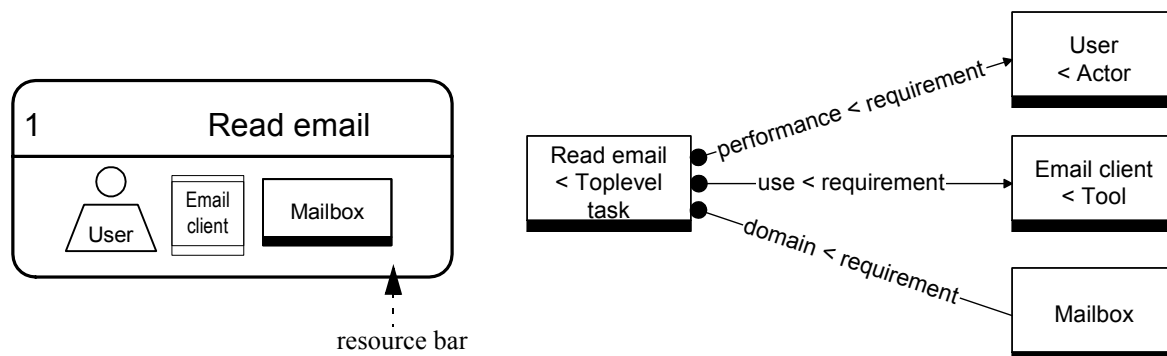 1 Read email
User
Email
client
Mailbox
resource bar
Read email
< Toplevel
task
performance < requirement
use < requirement
domain < requirement
User
< Actor
Email client
< Tool
Mailbox